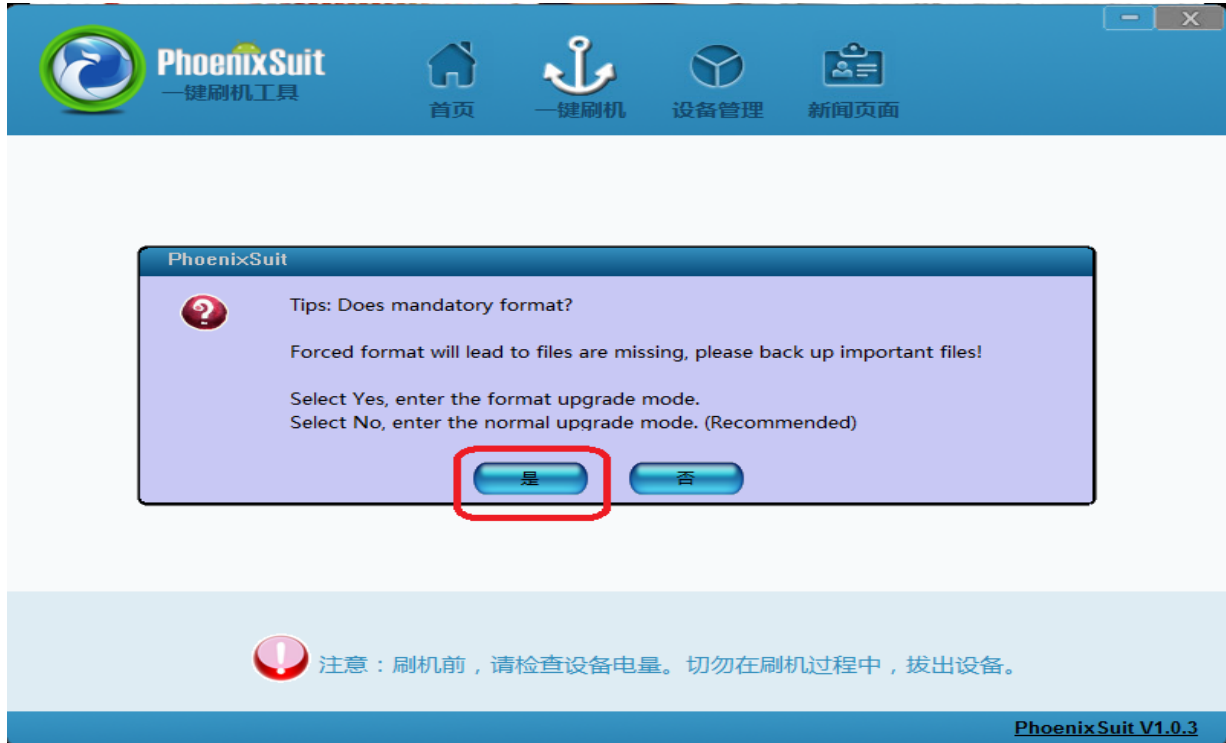 PhoenixSuit
一键刷机工具
首页
一键刷机
设备管理
新闻页面
PhoenixSuit
Tips: Does mandatory format?
Forced format will lead to files are missing, please back up important files!
Select Yes, enter the format upgrade mode.
Select No, enter the normal upgrade mode. (Recommended)
是
否
注意：刷机前，请检查设备电量。切勿在刷机过程中，拔出设备。
PhoenixSuit V1.0.3